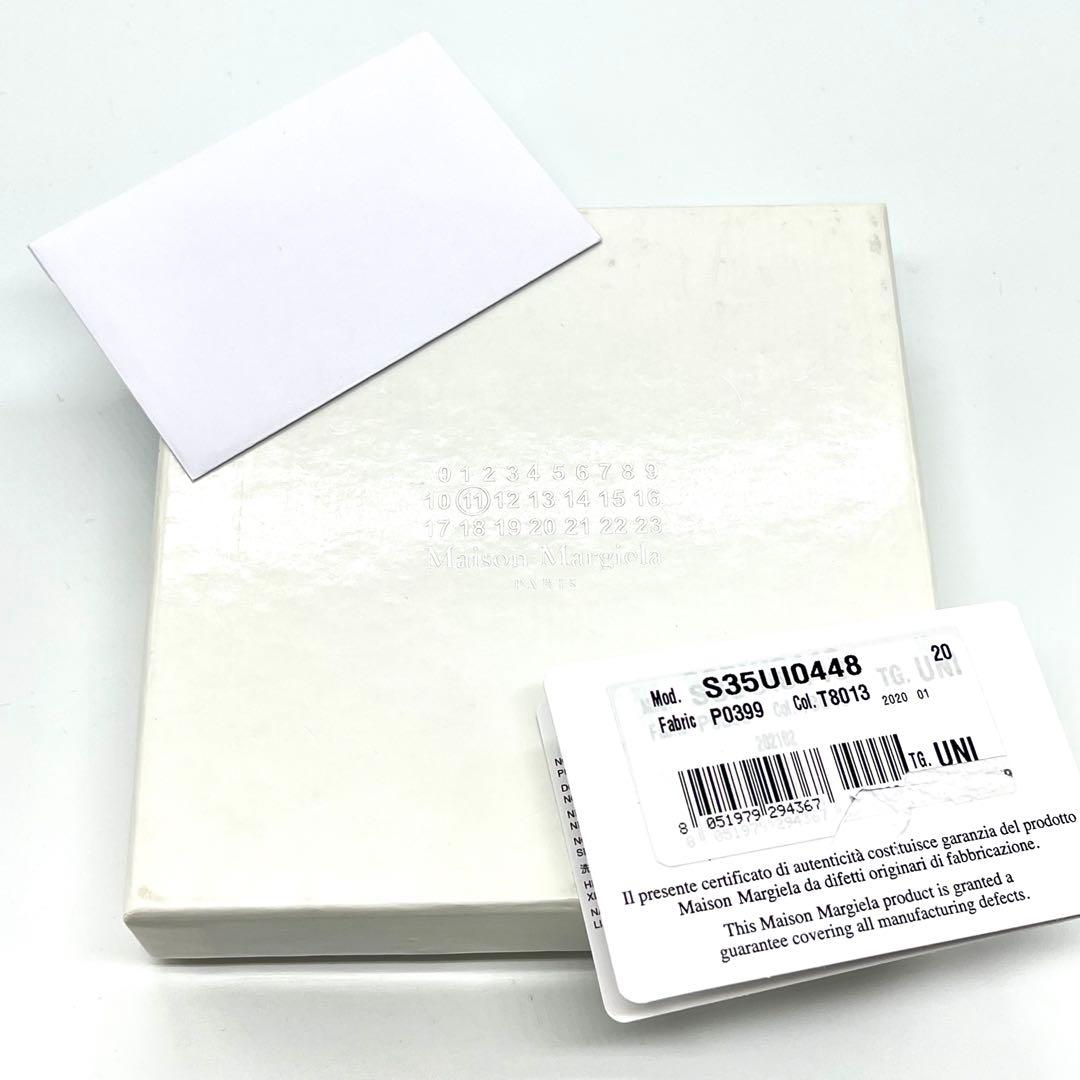 0 1 2 3 4 5 6 7 8 9
10 11 12 13 14 15 16
17 18 19 20 21 22 23
Maison Margiela
PARIS
Mod. S35UI0448 20
Fabric P0399 Col. T8013 2020 01
TG. UNI
202102
TG. UNI
8 051979 294367
Il presente certificato di autenticità costituisce garanzia del prodotto
Maison Margiela da difetti originari di fabbricazione.
This Maison Margiela product is granted a
guarantee covering all manufacturing defects.